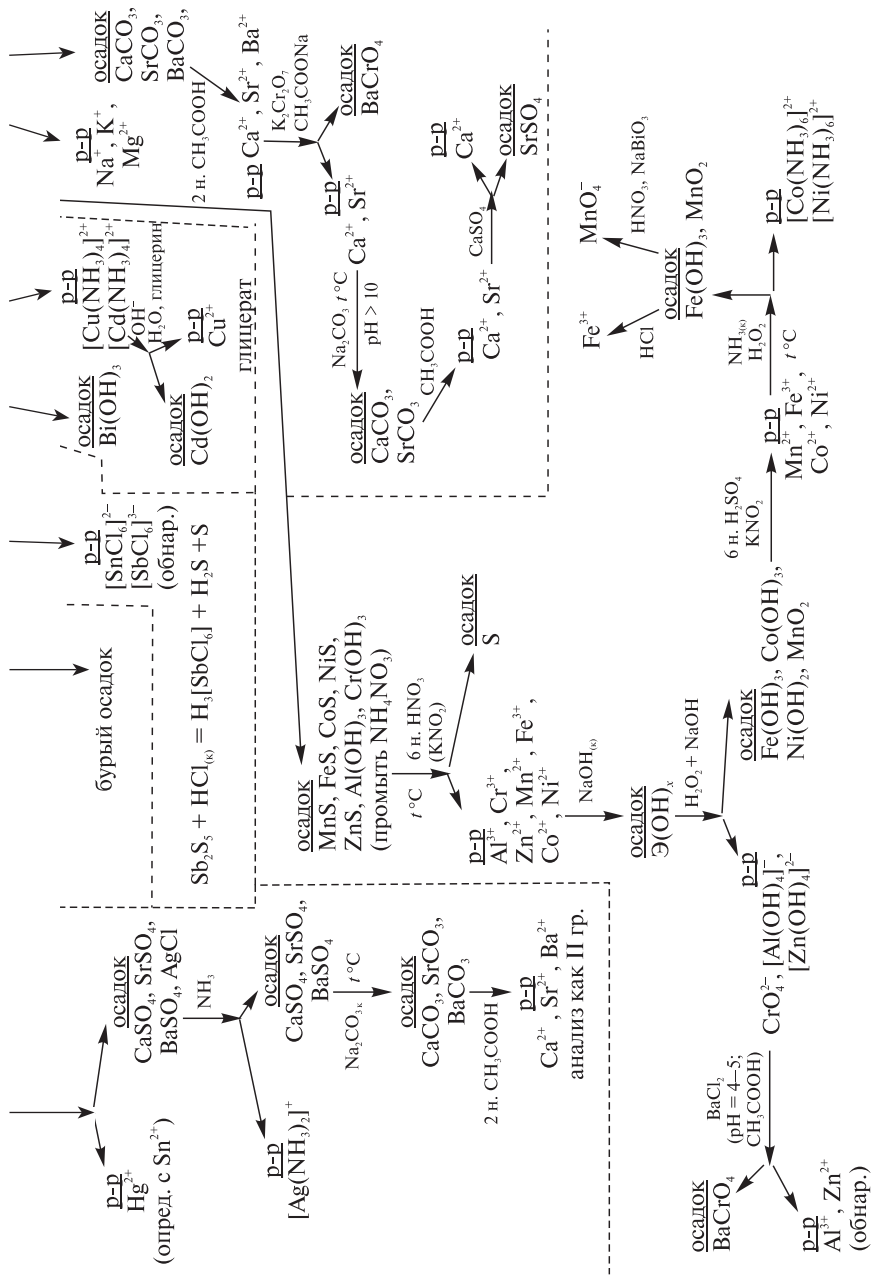 р-р
Hg²⁺
(опред. с Sn²⁺)
осадок
CaSO₄, SrSO₄,
BaSO₄, AgCl
NH₃
р-р
[Ag(NH₃)₂]⁺
осадок
CaSO₄, SrSO₄,
BaSO₄
Na₂CO₃ₖ t °C
осадок
CaCO₃, SrCO₃,
BaCO₃
2 н. CH₃COOH
р-р
Ca²⁺, Sr²⁺, Ba²⁺
анализ как II гр.
бурый осадок
р-р
[SnCl₆]²⁻
[SbCl₆]³⁻
(обнар.)
Sb₂S₅ + HCl₍ₖ₎ = H₃[SbCl₆] + H₂S +S
осадок
Bi(OH)₃
р-р
[Cu(NH₃)₄]²⁺
[Cd(NH₃)₄]²⁺
OH⁻
H₂O, глицерин
осадок
Cd(OH)₂
р-р
Cu²⁺
глицерат
р-р
Na⁺, K⁺,
Mg²⁺
осадок
CaCO₃,
SrCO₃,
BaCO₃,
2 н. CH₃COOH
р-р Ca²⁺, Sr²⁺, Ba²⁺
K₂Cr₂O₇
CH₃COONa
осадок
BaCrO₄
р-р
Ca²⁺, Sr²⁺
Na₂CO₃ t °C
pH > 10
осадок
CaCO₃,
SrCO₃
CH₃COOH
р-р
Ca²⁺, Sr²⁺
CaSO₄
р-р
Ca²⁺
осадок
SrSO₄
осадок
MnS, FeS, CoS, NiS,
ZnS, Al(OH)₃, Cr(OH)₃
(промыть NH₄NO₃)
t °C
6 н. HNO₃
(KNO₂)
осадок
S
р-р
Al³⁺, Cr³⁺,
Zn²⁺, Mn²⁺, Fe³⁺,
Co²⁺, Ni²⁺
NaOH₍ₖ₎
осадок
Э(OH)ₓ
H₂O₂ + NaOH
р-р
CrO₄²⁻, [Al(OH)₄]⁻,
[Zn(OH)₄]²⁻
осадок
Fe(OH)₃, Co(OH)₃,
Ni(OH)₂, MnO₂
BaCl₂
(pH = 4–5;
CH₃COOH)
осадок
BaCrO₄
р-р
Al³⁺, Zn²⁺
(обнар.)
6 н. H₂SO₄
KNO₂
р-р
Mn²⁺, Fe³⁺,
Co²⁺, Ni²⁺
NH₃₍ₖ₎
H₂O₂
t °C
осадок
Fe(OH)₃, MnO₂
HCl
Fe³⁺
HNO₃, NaBiO₃
MnO₄⁻
р-р
[Co(NH₃)₆]²⁺
[Ni(NH₃)₆]²⁺